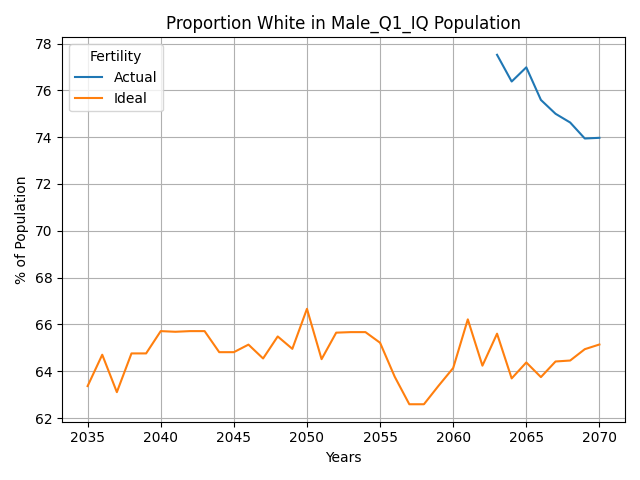 Proportion White in Male_Q1_IQ Population
Fertility
Actual
Ideal
% of Population
78
76
74
72
70
68
66
64
62
2035 2040 2045 2050 2055 2060 2065 2070
Years